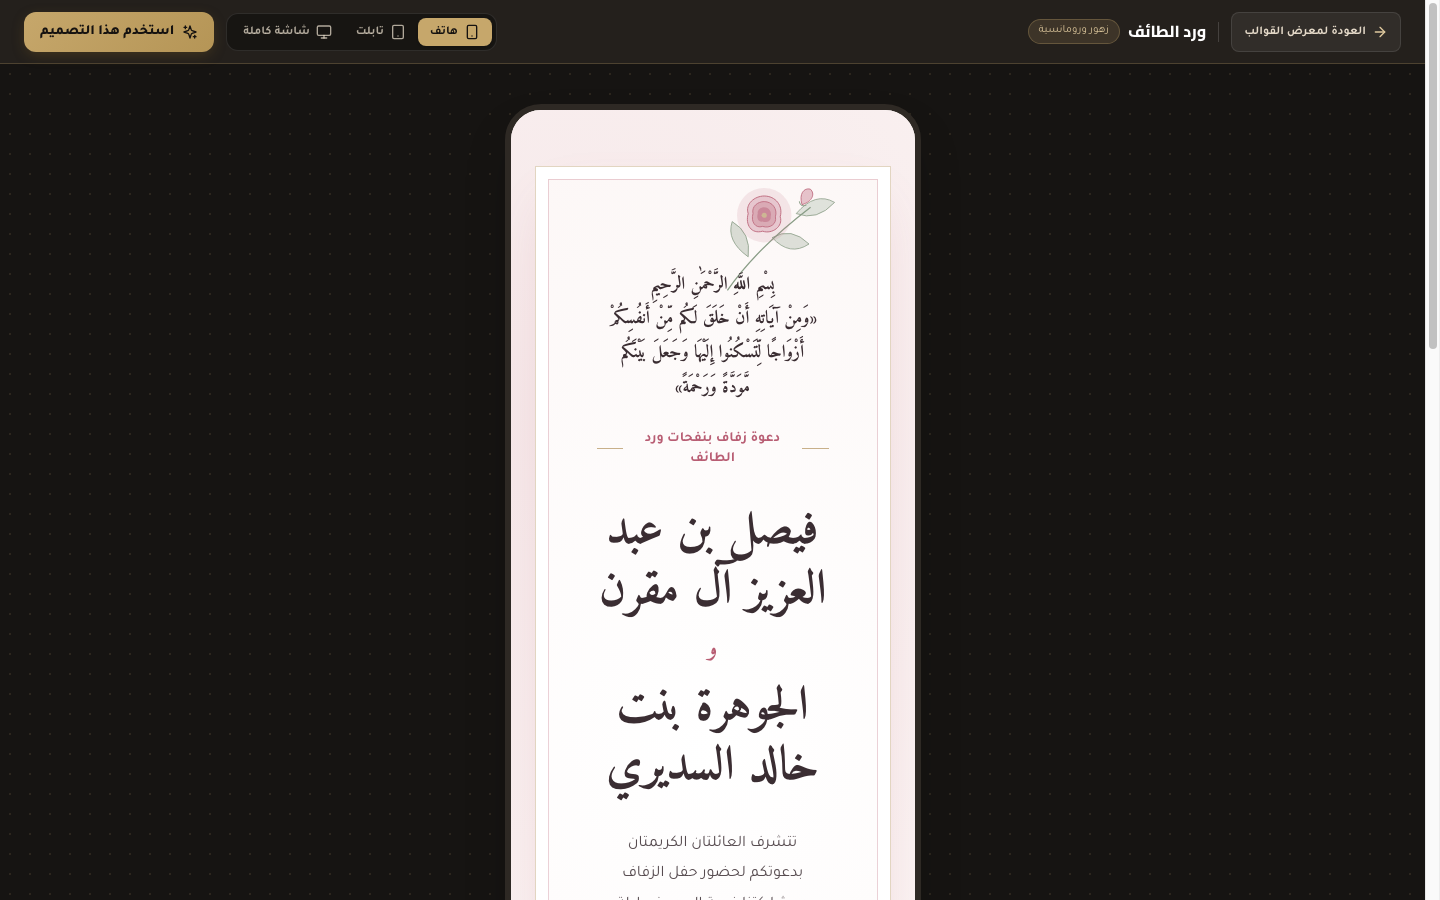 العودة لمعرض القوالب
ورد الطائف
زهور ورومانسية
هاتف
تابلت
شاشة كاملة
استخدم هذا التصميم
بِسْمِ اللَّهِ الرَّحْمَٰنِ الرَّحِيمِ
«وَمِنْ آيَاتِهِ أَنْ خَلَقَ لَكُم مِّنْ أَنفُسِكُمْ
أَزْوَاجًا لِّتَسْكُنُوا إِلَيْهَا وَجَعَلَ بَيْنَكُم
مَّوَدَّةً وَرَحْمَةً»
دعوة زفاف بنفحات ورد
الطائف
فيصل بن عبد
العزيز آل مقرن
و
الجوهرة بنت
خالد السديري
تتشرف العائلتان الكريمتان
بدعوتكم لحضور حفل الزفاف